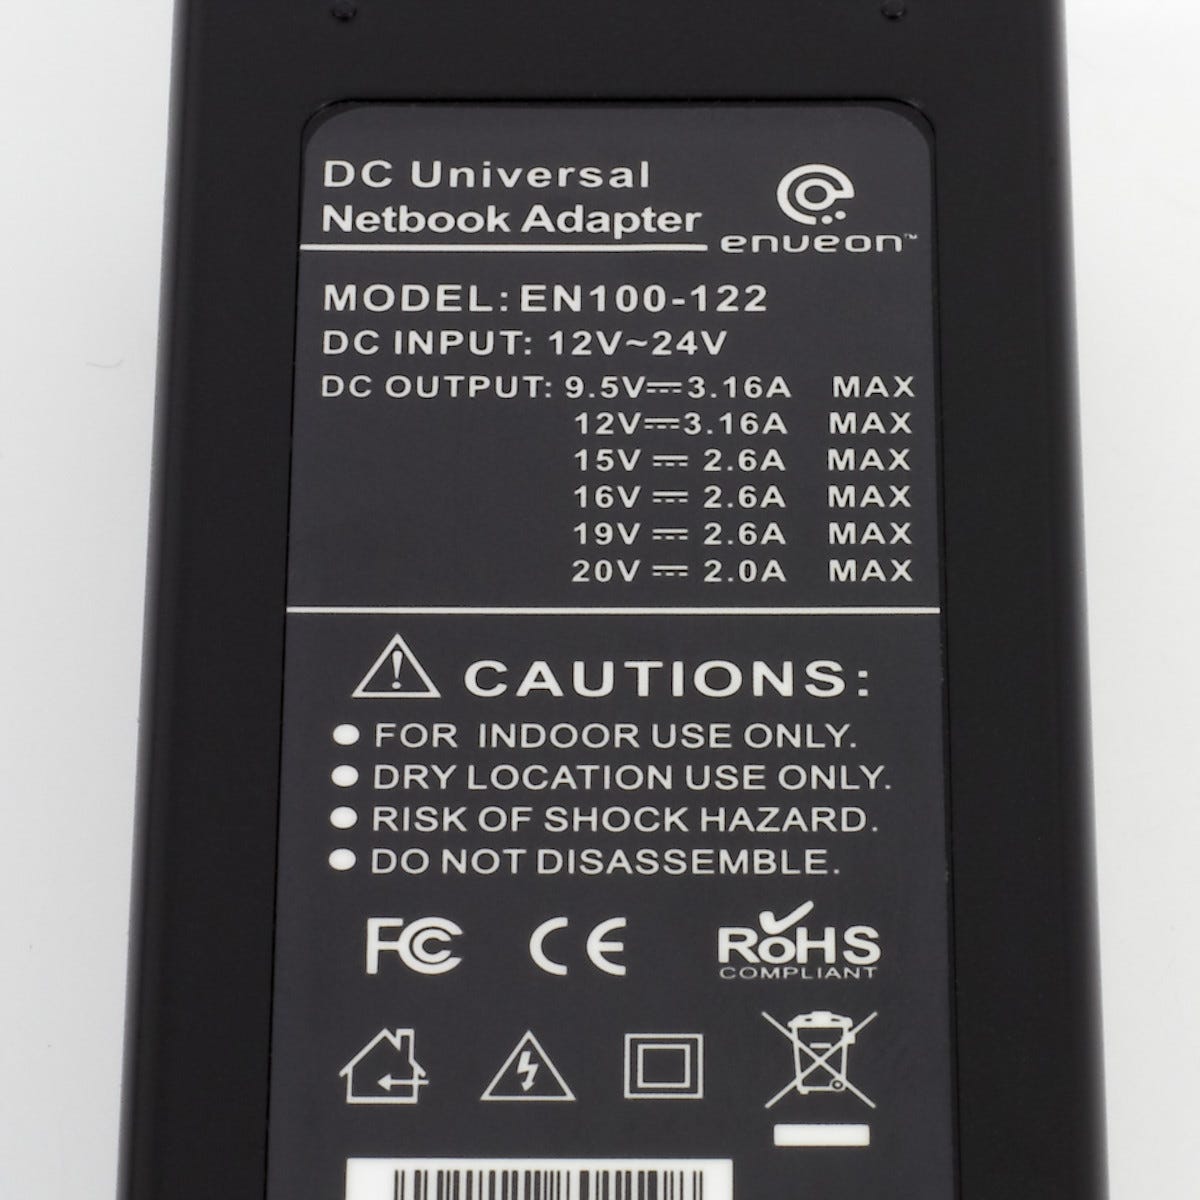 DC Universal
Netbook Adapter
enveon™
MODEL: EN100-122
DC INPUT: 12V~24V
DC OUTPUT: 9.5V⎓3.16A MAX
12V⎓3.16A MAX
15V ⎓ 2.6A MAX
16V ⎓ 2.6A MAX
19V ⎓ 2.6A MAX
20V ⎓ 2.0A MAX
CAUTIONS:
● FOR INDOOR USE ONLY.
● DRY LOCATION USE ONLY.
● RISK OF SHOCK HAZARD.
● DO NOT DISASSEMBLE.
FC CE RoHS
COMPLIANT